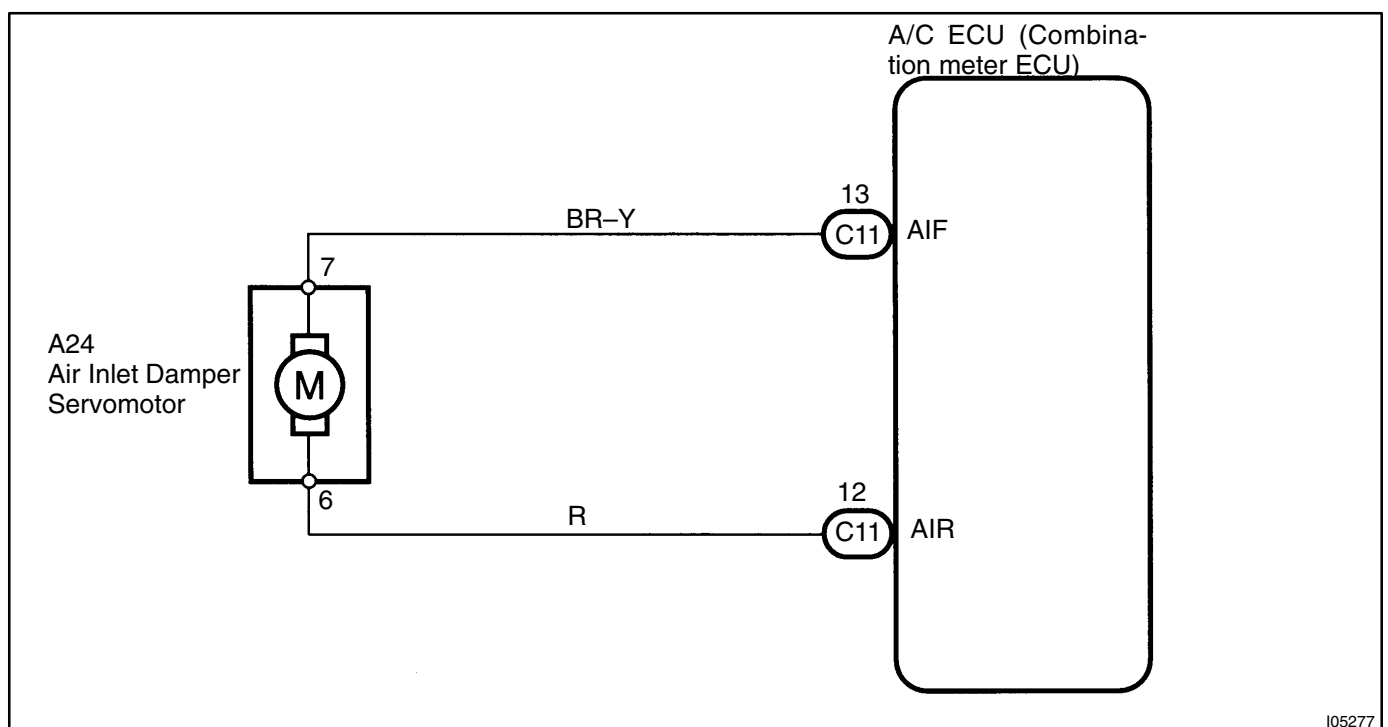 A/C ECU (Combina-
tion meter ECU)
13
BR–Y
C11
AIF
7
A24
Air Inlet Damper
Servomotor
M
6
12
R
C11
AIR
I05277